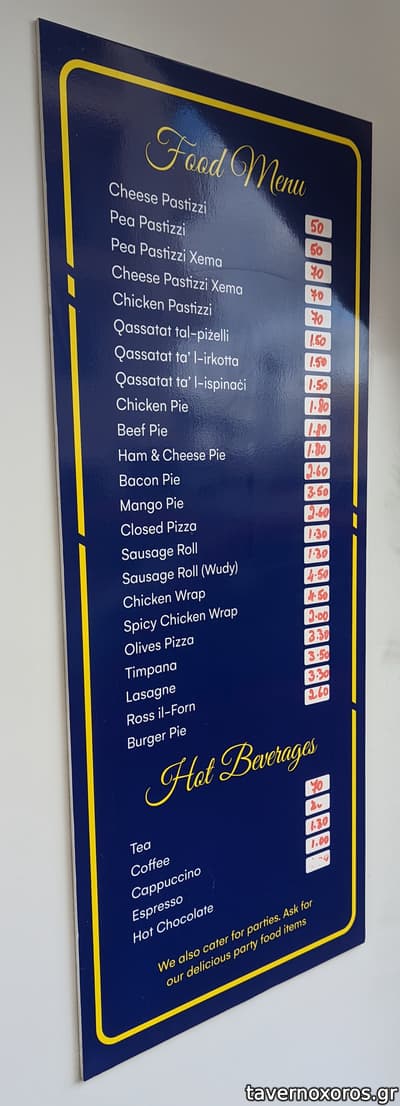 Food Menu
Cheese Pastizzi 50
Pea Pastizzi 50
Pea Pastizzi Xema 70
Cheese Pastizzi Xema 70
Chicken Pastizzi 70
Qassatat tal-piżelli 1.50
Qassatat ta' l-irkotta 1.50
Qassatat ta' l-ispinaċi 1.50
Chicken Pie 1.80
Beef Pie 1.80
Ham & Cheese Pie 1.80
Bacon Pie 2.60
Mango Pie 3.50
Closed Pizza 2.60
Sausage Roll 1.30
Sausage Roll (Wudy) 1.30
Chicken Wrap 4.50
Spicy Chicken Wrap 4.50
Olives Pizza 2.00
Timpana 3.30
Lasagne 3.50
Ross il-Forn 3.30
Burger Pie 2.60
Hot Beverages
Tea 70
Coffee
Cappuccino 1.30
Espresso 1.00
Hot Chocolate
We also cater for parties. Ask for
our delicious party food items
tavernoxoros.gr